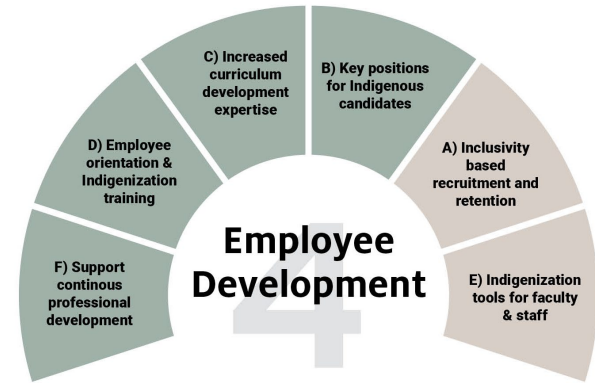 C) Increased
curriculum
development
expertise
B) Key positions
for Indigenous
candidates
D) Employee
orientation &
Indigenization
training
A) Inclusivity
based
recruitment and
retention
F) Support
continous
professional
development
E) Indigenization
tools for faculty
& staff
4
Employee
Development